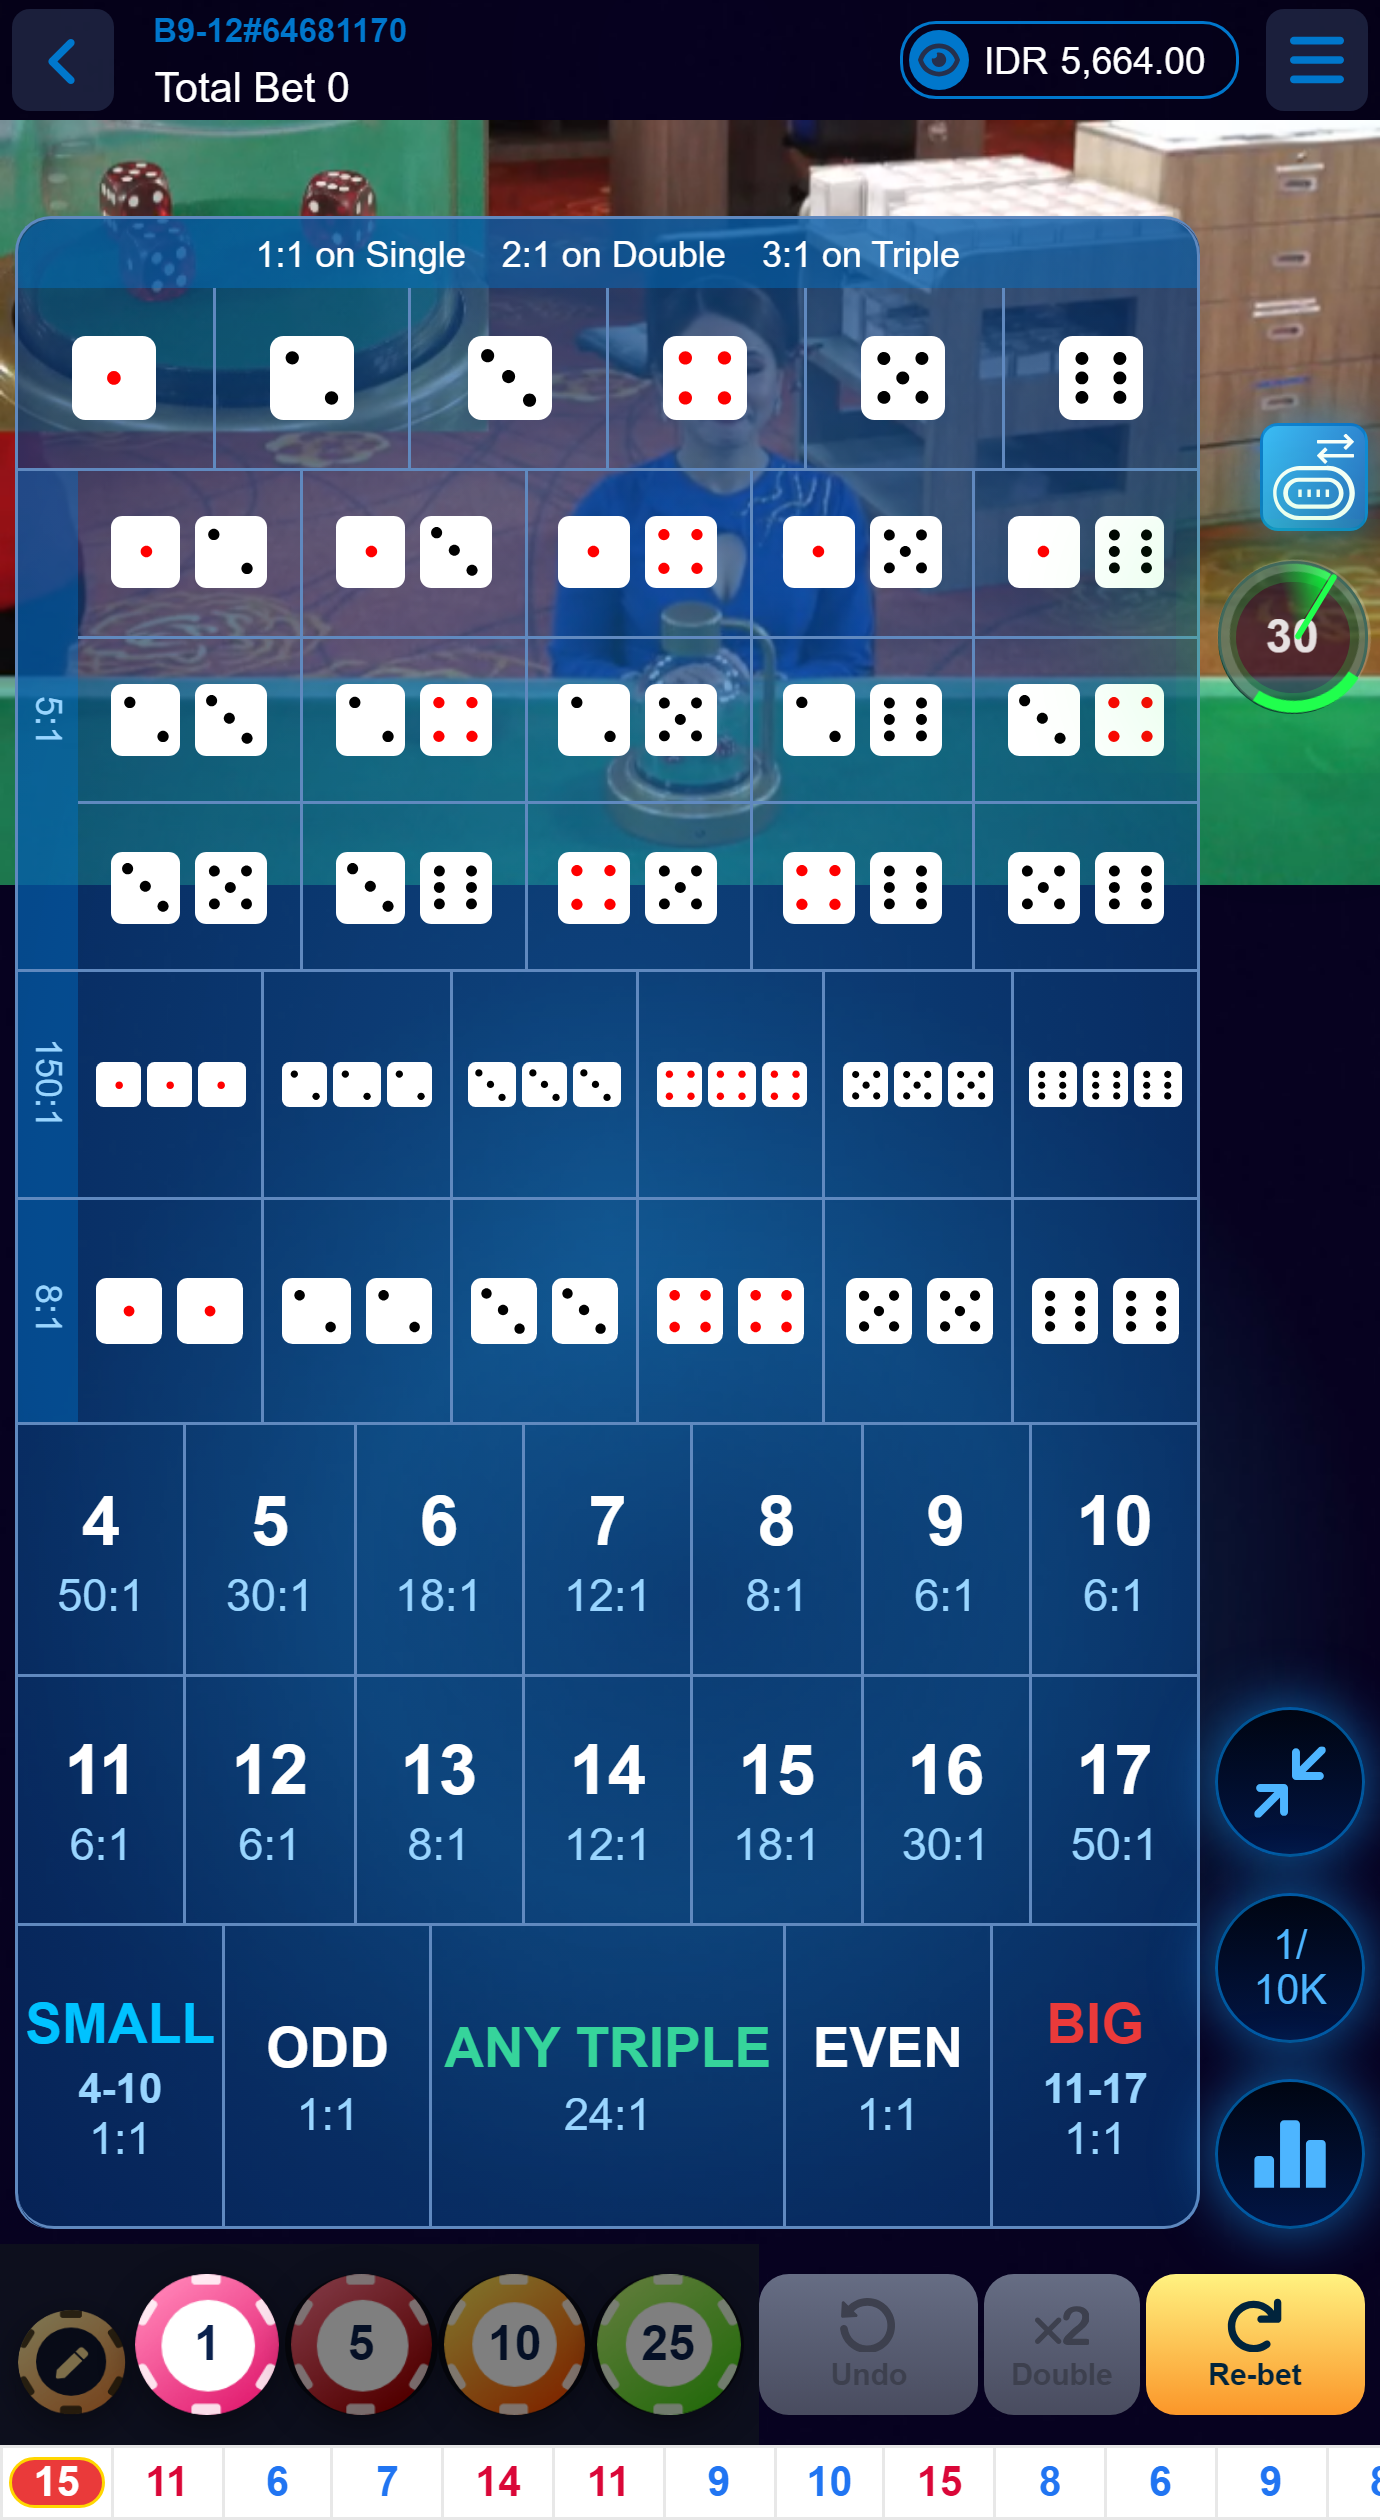 B9-12#64681170
Total Bet 0
IDR 5,664.00
1:1 on Single 2:1 on Double 3:1 on Triple
30
5:1
150:1
8:1
4 5 6 7 8 9 10
50:1 30:1 18:1 12:1 8:1 6:1 6:1
11 12 13 14 15 16 17
6:1 6:1 8:1 12:1 18:1 30:1 50:1
1/
10K
SMALL
4-10
1:1
ODD
1:1
ANY TRIPLE
24:1
EVEN
1:1
BIG
11-17
1:1
1 5 10 25
Undo
x2
Double
Re-bet
15 11 6 7 14 11 9 10 15 8 6 9